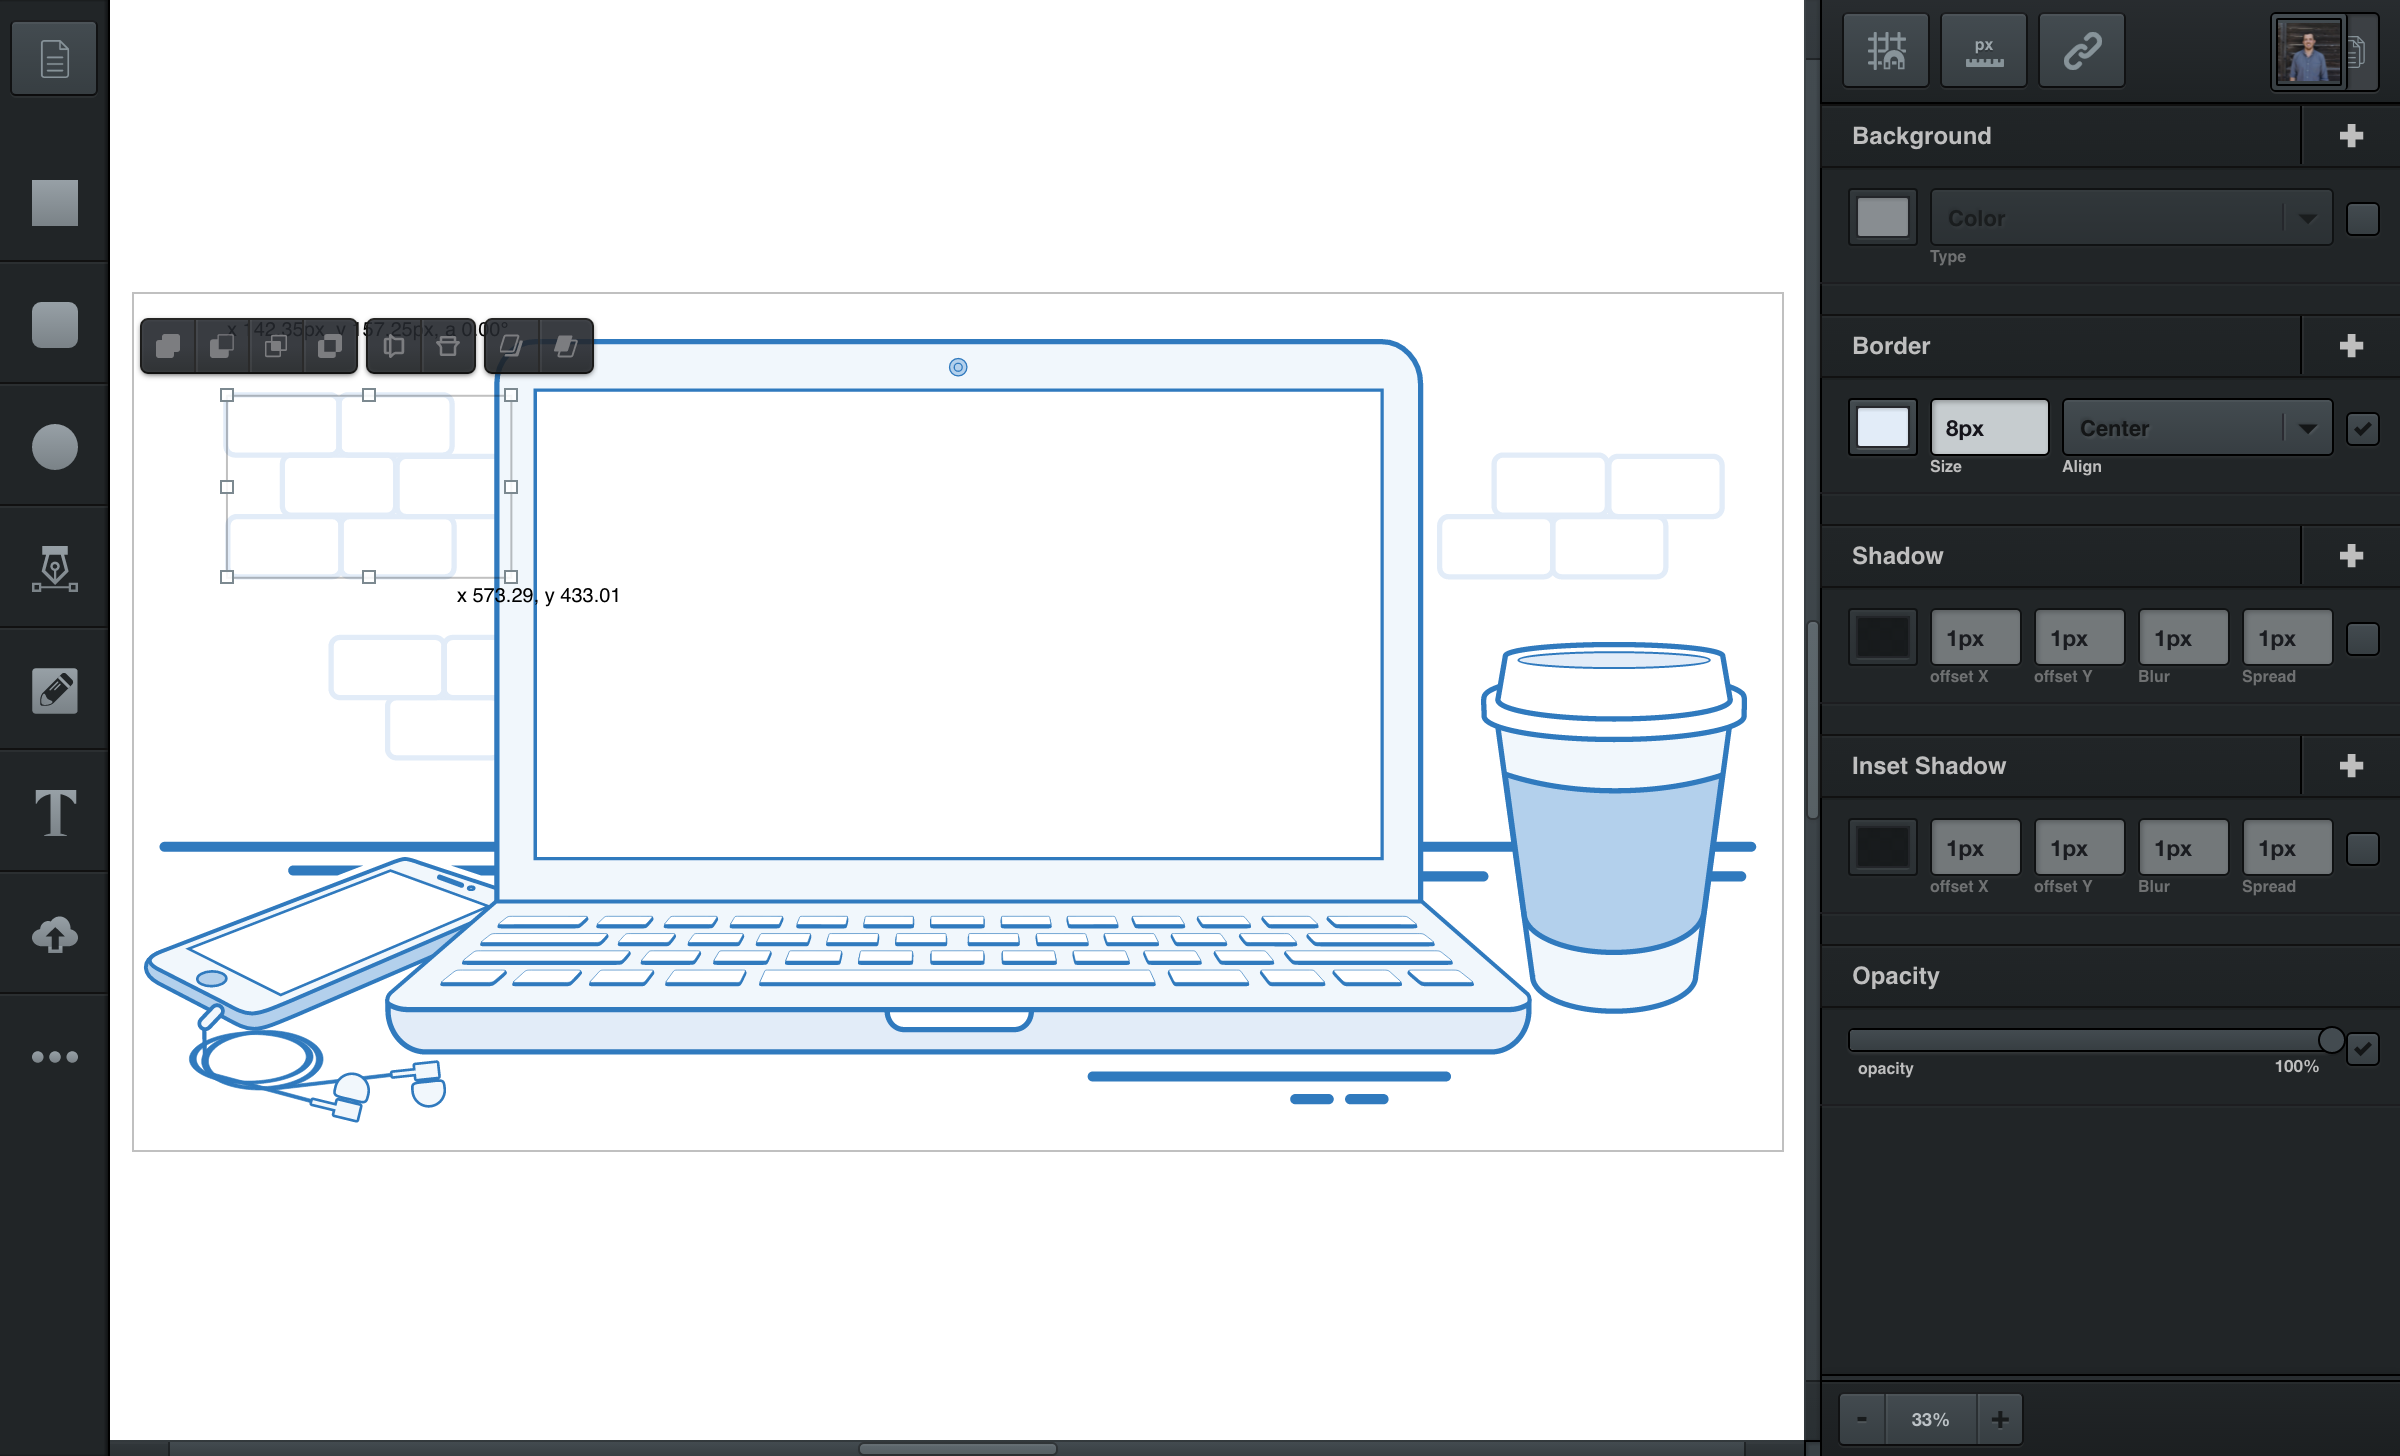 px
Background
Color
Type
x 142.35px, y 157.25px, a 0.00°
Border
8px
Center
Size
Align
x 573.29, y 433.01
Shadow
1px
1px
1px
1px
offset X
offset Y
Blur
Spread
T
Inset Shadow
1px
1px
1px
1px
offset X
offset Y
Blur
Spread
Opacity
opacity
100%
-
33%
+